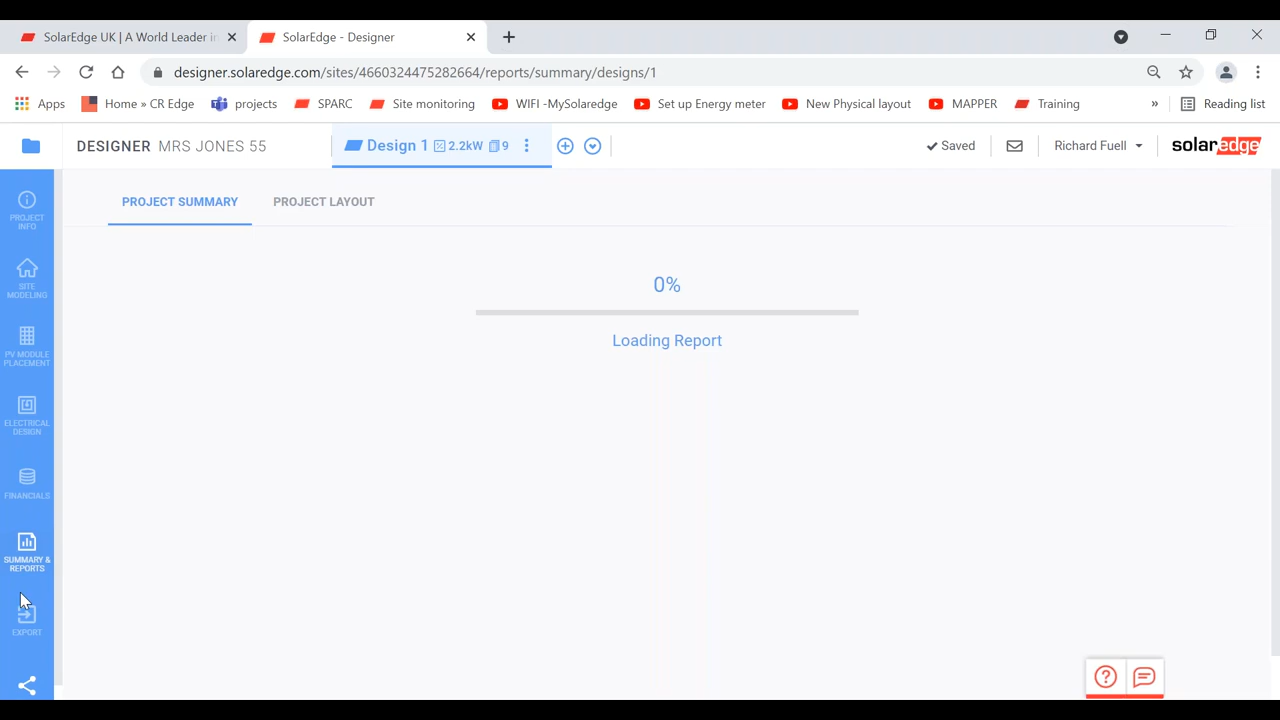 SolarEdge UK | A World Leader in
SolarEdge - Designer
designer.solaredge.com/sites/4660324475282664/reports/summary/designs/1
Apps
Home » CR Edge
projects
SPARC
Site monitoring
WIFI -MySolaredge
Set up Energy meter
New Physical layout
MAPPER
Training
»
Reading list
DESIGNER MRS JONES 55
Design 1 2.2kW 9
Saved
Richard Fuell
solaredge
PROJECT INFO
SITE MODELING
PV MODULE PLACEMENT
ELECTRICAL DESIGN
FINANCIALS
SUMMARY & REPORTS
EXPORT
PROJECT SUMMARY
PROJECT LAYOUT
0%
Loading Report